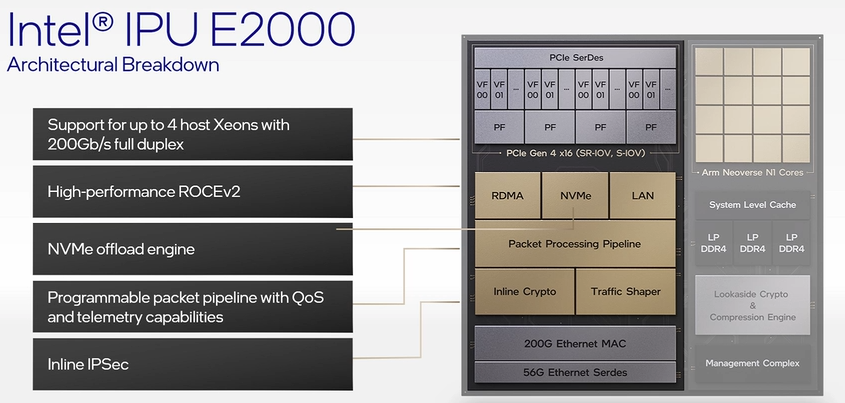 Intel® IPU E2000
Architectural Breakdown
Support for up to 4 host Xeons with
200Gb/s full duplex
High-performance ROCEv2
NVMe offload engine
Programmable packet pipeline with QoS
and telemetry capabilities
Inline IPSec
PCIe SerDes
VF 00 VF 01 ... VF 00 VF 01 ... VF 00 VF 01 ... VF 00 VF 01 ...
PF PF PF PF
PCIe Gen 4 x16 (SR-IOV, S-IOV)
RDMA NVMe LAN
Packet Processing Pipeline
Inline Crypto Traffic Shaper
200G Ethernet MAC
56G Ethernet Serdes
Arm Neoverse N1 Cores
System Level Cache
LP LP LP
DDR4 DDR4 DDR4
Lookaside Crypto
&
Compression Engine
Management Complex